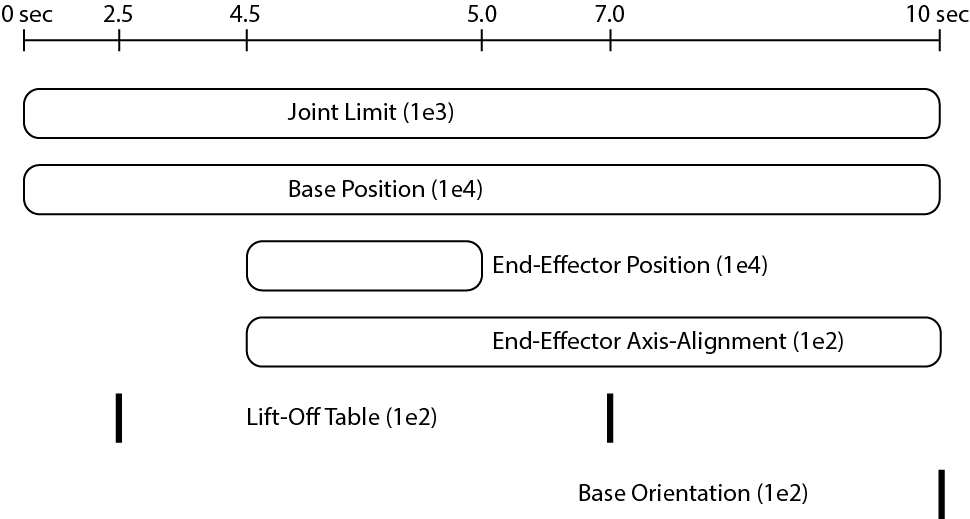 0 sec 2.5 4.5 5.0 7.0 10 sec
Joint Limit (1e3)
Base Position (1e4)
End-Effector Position (1e4)
End-Effector Axis-Alignment (1e2)
Lift-Off Table (1e2)
Base Orientation (1e2)